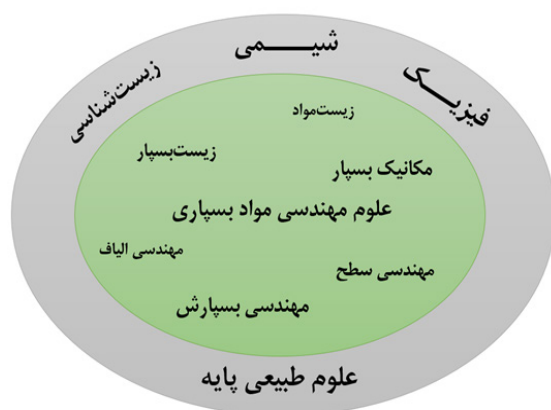 شیمی
فیزیک
زیست‌شناسی
زیست‌مواد
زیست‌بسپار
مکانیک بسپار
علوم مهندسی مواد بسپاری
مهندسی الیاف
مهندسی سطح
مهندسی بسپارش
علوم طبیعی پایه